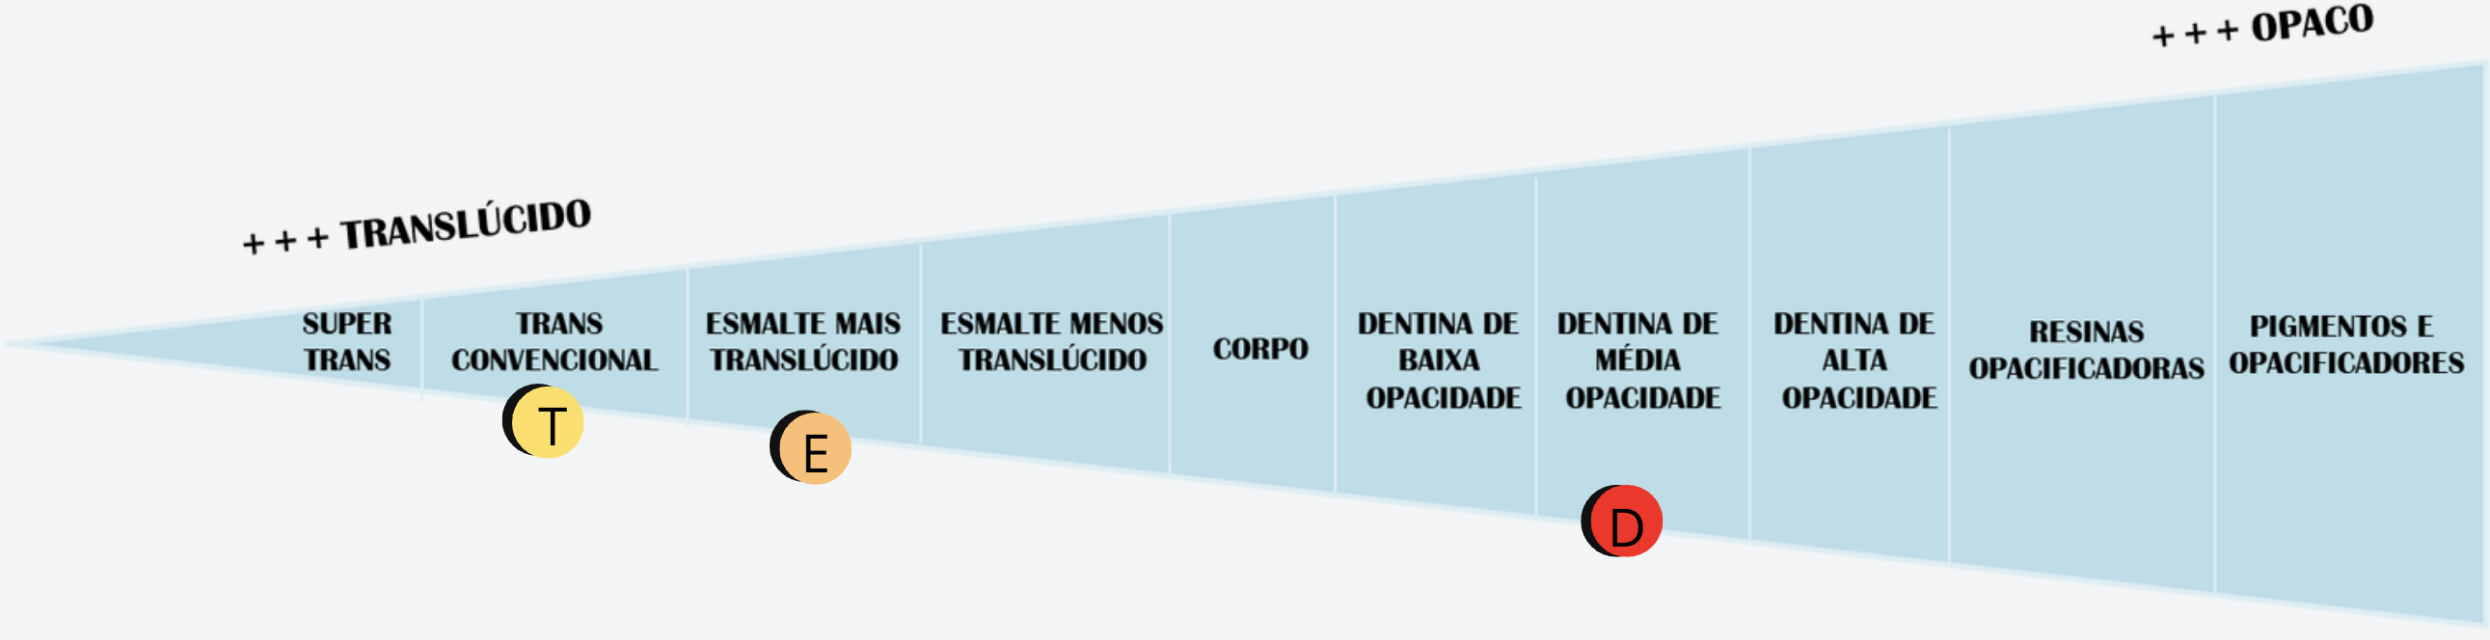 + + + OPACO
+ + + TRANSLÚCIDO
SUPER
TRANS
TRANS
CONVENCIONAL
ESMALTE MAIS
TRANSLÚCIDO
ESMALTE MENOS
TRANSLÚCIDO
CORPO
DENTINA DE
BAIXA
OPACIDADE
DENTINA DE
MÉDIA
OPACIDADE
DENTINA DE
ALTA
OPACIDADE
RESINAS
OPACIFICADORAS
PIGMENTOS E
OPACIFICADORES
T
E
D